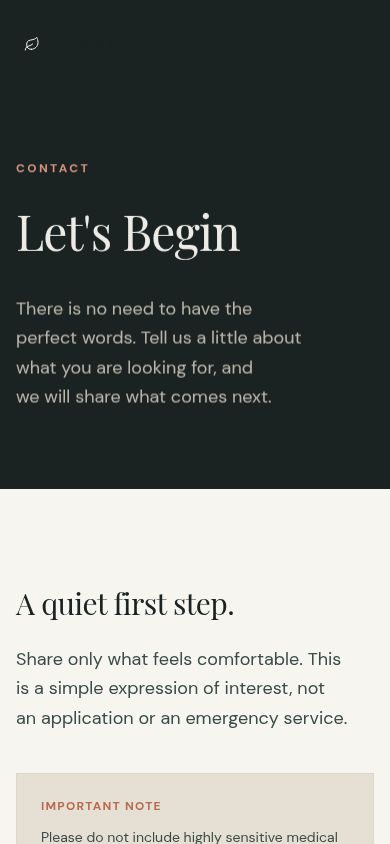 CONTACT
Let's Begin
There is no need to have the
perfect words. Tell us a little about
what you are looking for, and
we will share what comes next.
A quiet first step.
Share only what feels comfortable. This
is a simple expression of interest, not
an application or an emergency service.
IMPORTANT NOTE
Please do not include highly sensitive medical